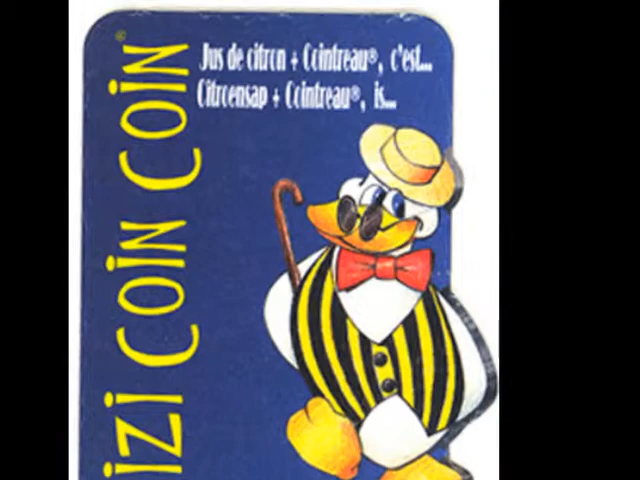 Jus de citron + Cointreau®, c'est...
Citroensap + Cointreau®, is...
IZI COIN COIN®